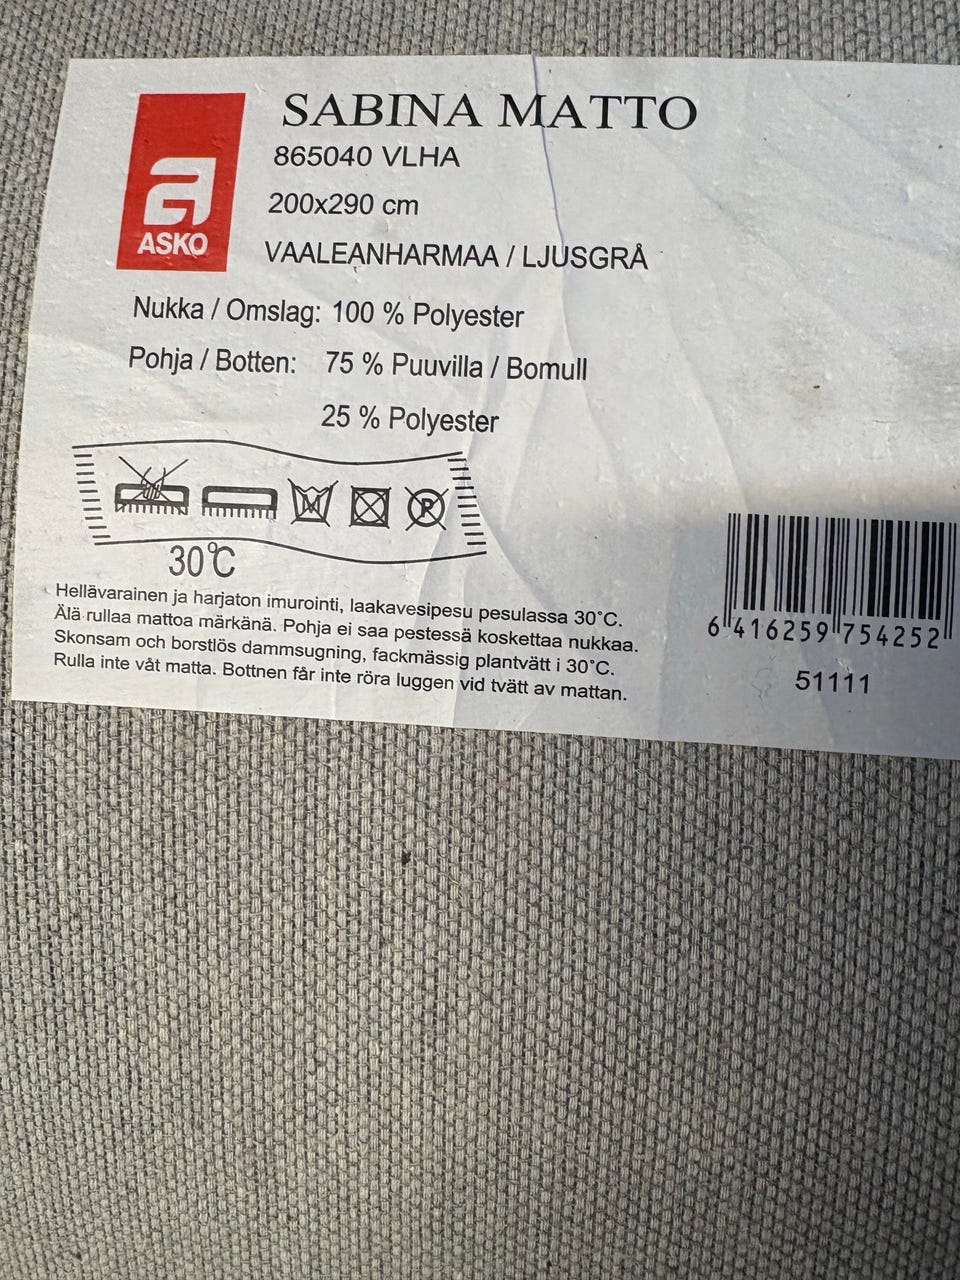 SABINA MATTO
865040 VLHA
200x290 cm
VAALEANHARMAA / LJUSGRÅ
a
ASKO
Nukka / Omslag: 100 % Polyester
Pohja / Botten: 75 % Puuvilla / Bomull
25 % Polyester
M
P
30°C
Hellävarainen ja harjaton imurointi, laakavesipesu pesulassa 30°C.
Älä rullaa mattoa märkänä. Pohja ei saa pestessä koskettaa nukkaa.
Skonsam och borstlös dammsugning, fackmässig plantvätt i 30°C.
Rulla inte våt matta. Bottnen får inte röra luggen vid tvätt av mattan.
6 416259 754252
51111